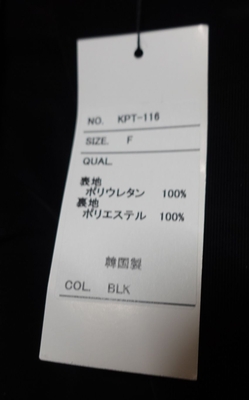 NO. KPT-116
SIZE. F
QUAL.
表地
ポリウレタン 100%
裏地
ポリエステル 100%
韓国製
COL. BLK